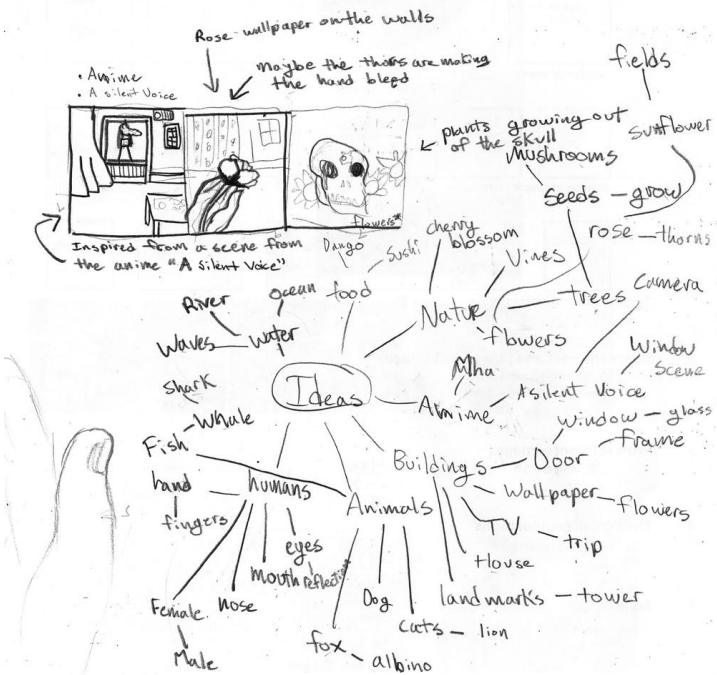 Rose wallpaper on the walls
Maybe the thorns are making
the hand bleed
• Anime
• A silent Voice
plants growing out
of the skull
flowers*
Inspired from a scene from
the anime "A Silent Voice"
fields
sunflower
Mushrooms
Seeds
grow
rose
thorns
cherry
blossom
Vines
trees
Camera
Natur
flowers
Dango
Sushi
food
Ocean
River
Waves
Water
Ideas
Mha
Anime
A silent Voice
Window
Scene
Shark
Whale
Fish
Buildings
Door
window
glass
frame
Wallpaper
flowers
TV
trip
House
landmarks
tower
humans
hand
fingers
eyes
reflection
mouth
nose
Female
Male
Animals
Dog
Cats
lion
fox
albino